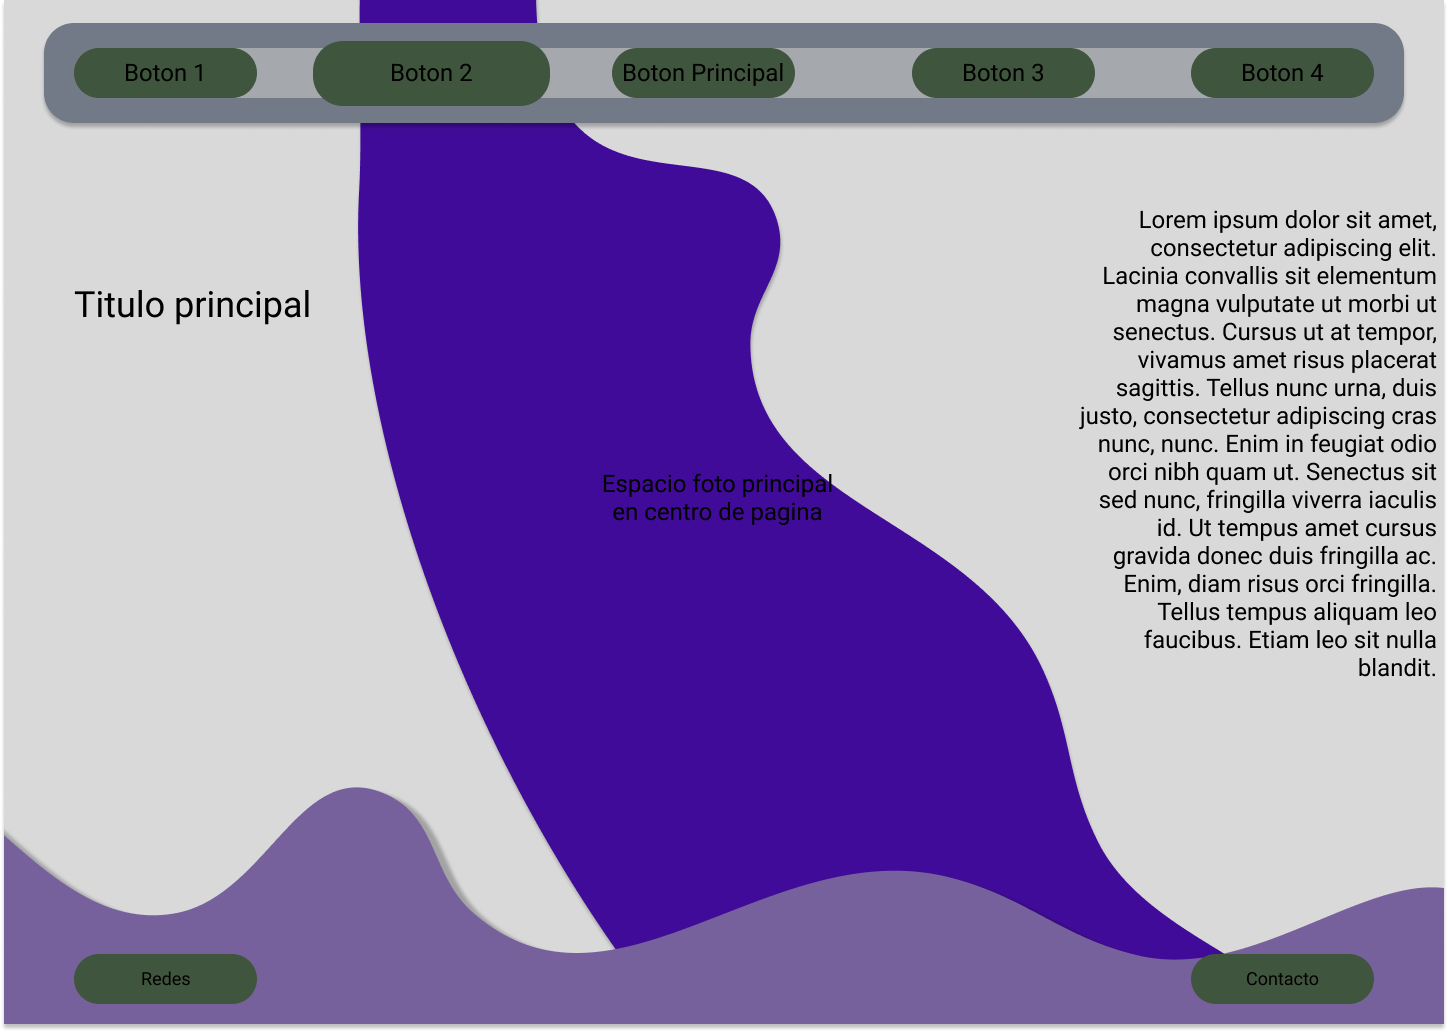 Boton 1
Boton 2
Boton Principal
Boton 3
Boton 4
Titulo principal
Lorem ipsum dolor sit amet,
consectetur adipiscing elit.
Lacinia convallis sit elementum
magna vulputate ut morbi ut
senectus. Cursus ut at tempor,
vivamus amet risus placerat
sagittis. Tellus nunc urna, duis
justo, consectetur adipiscing cras
nunc, nunc. Enim in feugiat odio
orci nibh quam ut. Senectus sit
sed nunc, fringilla viverra iaculis
id. Ut tempus amet cursus
gravida donec duis fringilla ac.
Enim, diam risus orci fringilla.
Tellus tempus aliquam leo
faucibus. Etiam leo sit nulla
blandit.
Espacio foto principal
en centro de pagina
Redes
Contacto